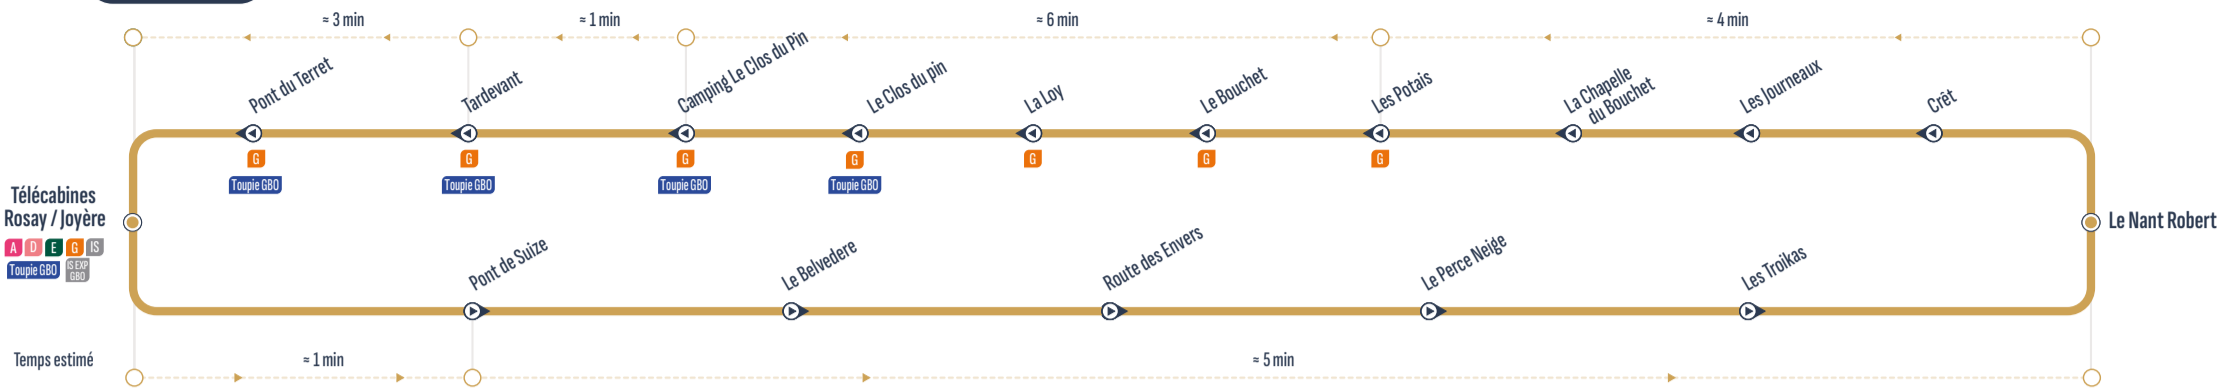 ≈ 3 min
≈ 1 min
≈ 6 min
≈ 4 min
Pont du Terret
Tardevant
Camping Le Clos du Pin
Le Clos du pin
La Loy
Le Bouchet
Les Potais
La Chapelle
du Bouchet
Les Journeaux
Crêt
G
G
G
G
G
G
G
Toupie GBO
Toupie GBO
Toupie GBO
Toupie GBO
Télécabines
Rosay / Joyère
A D E G IS
Toupie GBO
IS EXP
GBO
Le Nant Robert
Pont de Suize
Le Belvedere
Route des Envers
Le Perce Neige
Les Troikas
Temps estimé
≈ 1 min
≈ 5 min